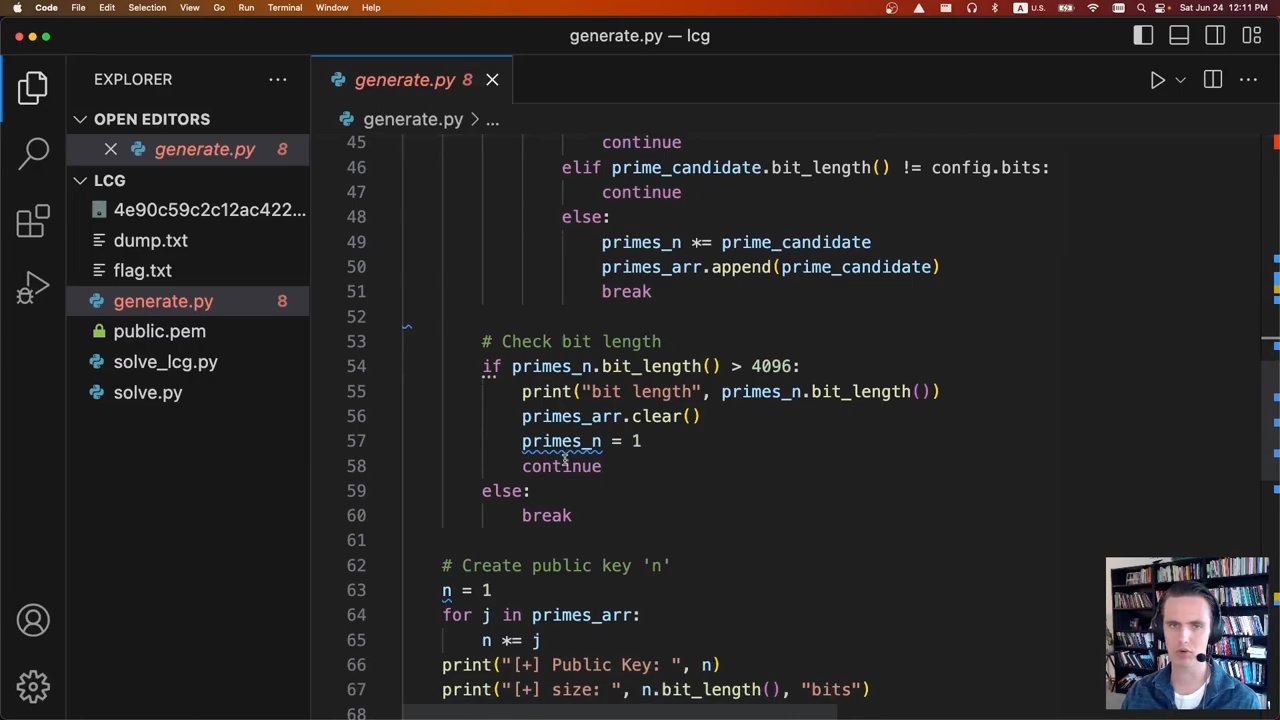 Code File Edit Selection View Go Run Terminal Window Help A U.S. Sat Jun 24 12:11 PM
generate.py — lcg
EXPLORER
generate.py 8
OPEN EDITORS
generate.py > ...
generate.py 8
LCG
4e90c59c2c12ac422...
dump.txt
flag.txt
generate.py 8
public.pem
solve_lcg.py
solve.py
45 continue
46 elif prime_candidate.bit_length() != config.bits:
47 continue
48 else:
49 primes_n *= prime_candidate
50 primes_arr.append(prime_candidate)
51 break
52
53 # Check bit length
54 if primes_n.bit_length() > 4096:
55 print("bit length", primes_n.bit_length())
56 primes_arr.clear()
57 primes_n = 1
58 continue
59 else:
60 break
61
62 # Create public key 'n'
63 n = 1
64 for j in primes_arr:
65 n *= j
66 print("[+] Public Key: ", n)
67 print("[+] size: ", n.bit_length(), "bits")
68